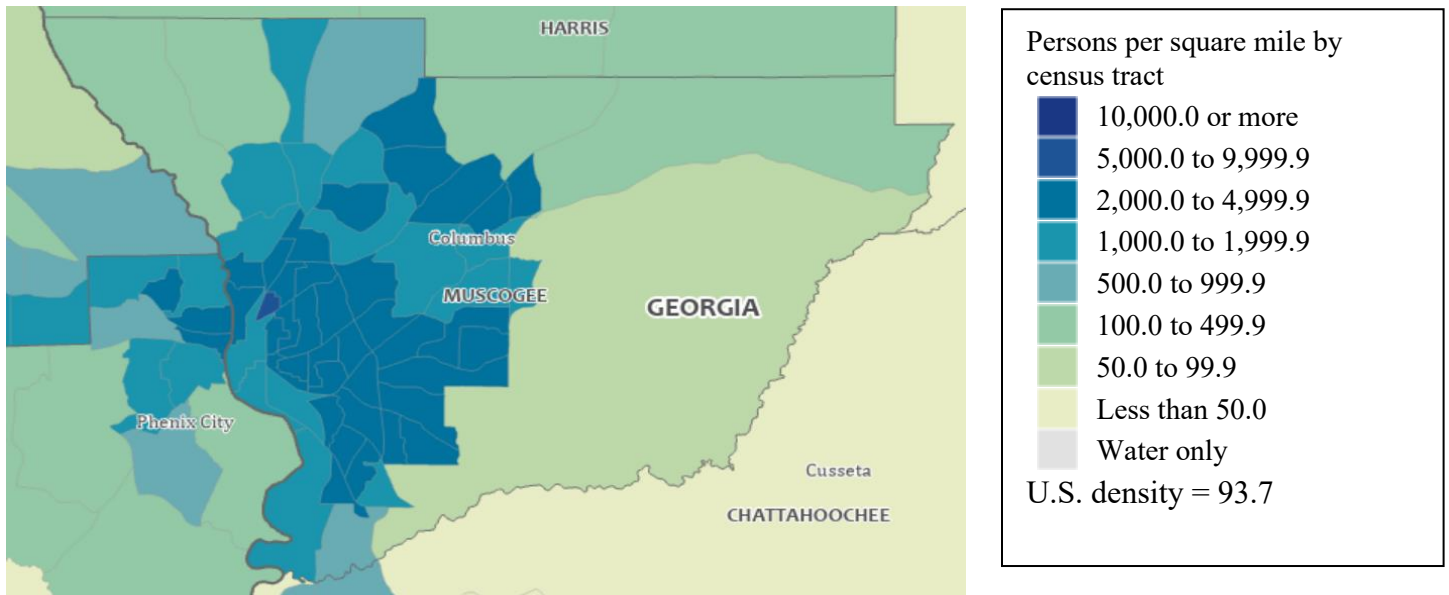 HARRIS
Columbus
MUSCOGEE
GEORGIA
Phenix City
Cusseta
CHATTAHOOCHEE
Persons per square mile by
census tract
10,000.0 or more
5,000.0 to 9,999.9
2,000.0 to 4,999.9
1,000.0 to 1,999.9
500.0 to 999.9
100.0 to 499.9
50.0 to 99.9
Less than 50.0
Water only
U.S. density = 93.7